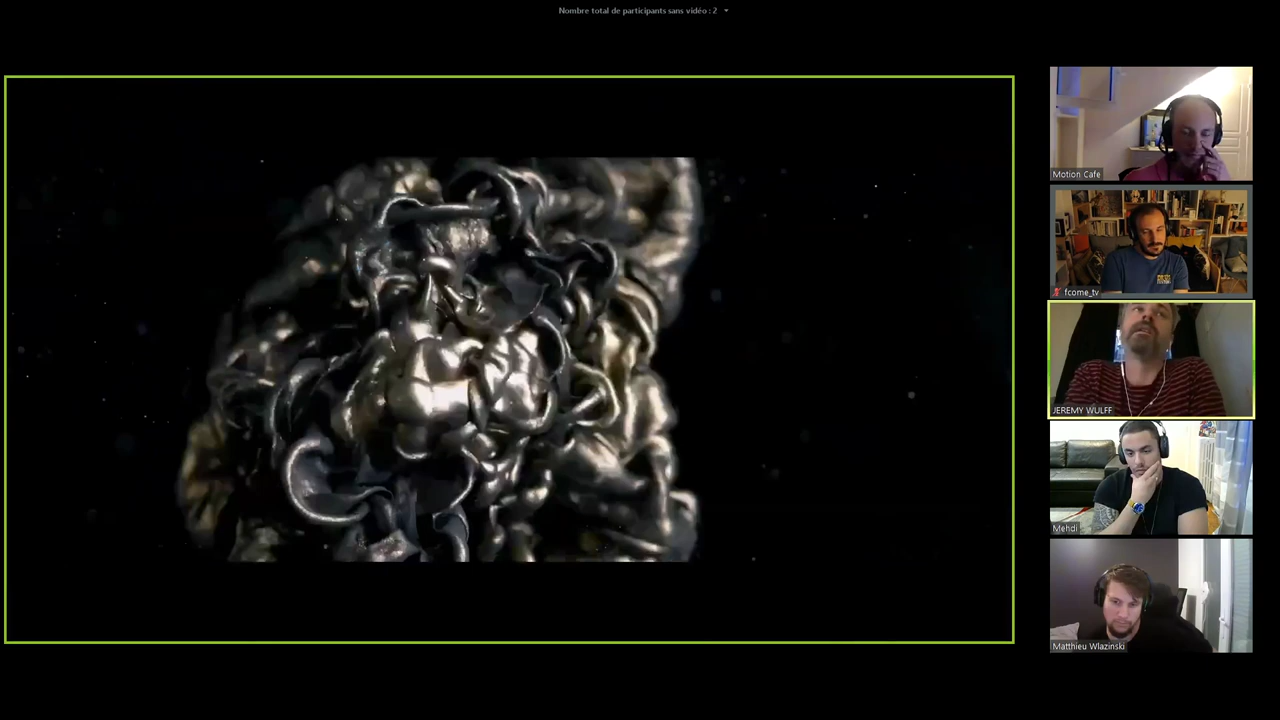 Nombre total de participants sans vidéo : 2
Motion Cafe
fcome_tv
JEREMY WULFF
Mehdi
Matthieu Wlazinski